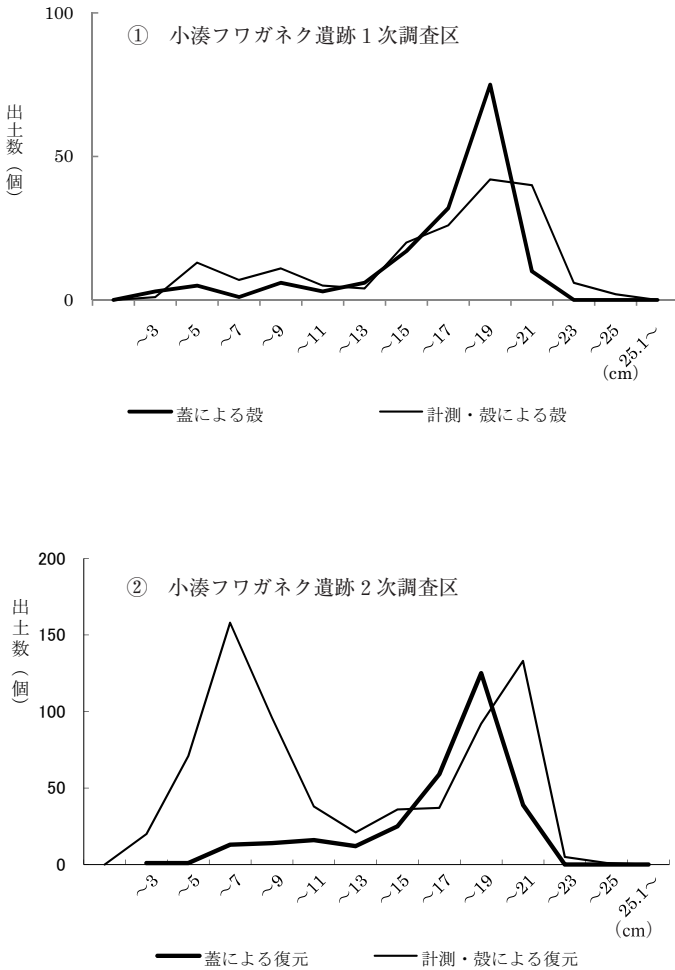 100
① 小湊フワガネク遺跡1次調査区
出土数（個）
50
0
～3 ～5 ～7 ～9 ～11 ～13 ～15 ～17 ～19 ～21 ～23 ～25 25.1～
(cm)
蓋による殻 計測・殻による殻
200
② 小湊フワガネク遺跡2次調査区
出土数（個）
150
100
50
0
～3 ～5 ～7 ～9 ～11 ～13 ～15 ～17 ～19 ～21 ～23 ～25 25.1～
(cm)
蓋による復元 計測・殻による復元